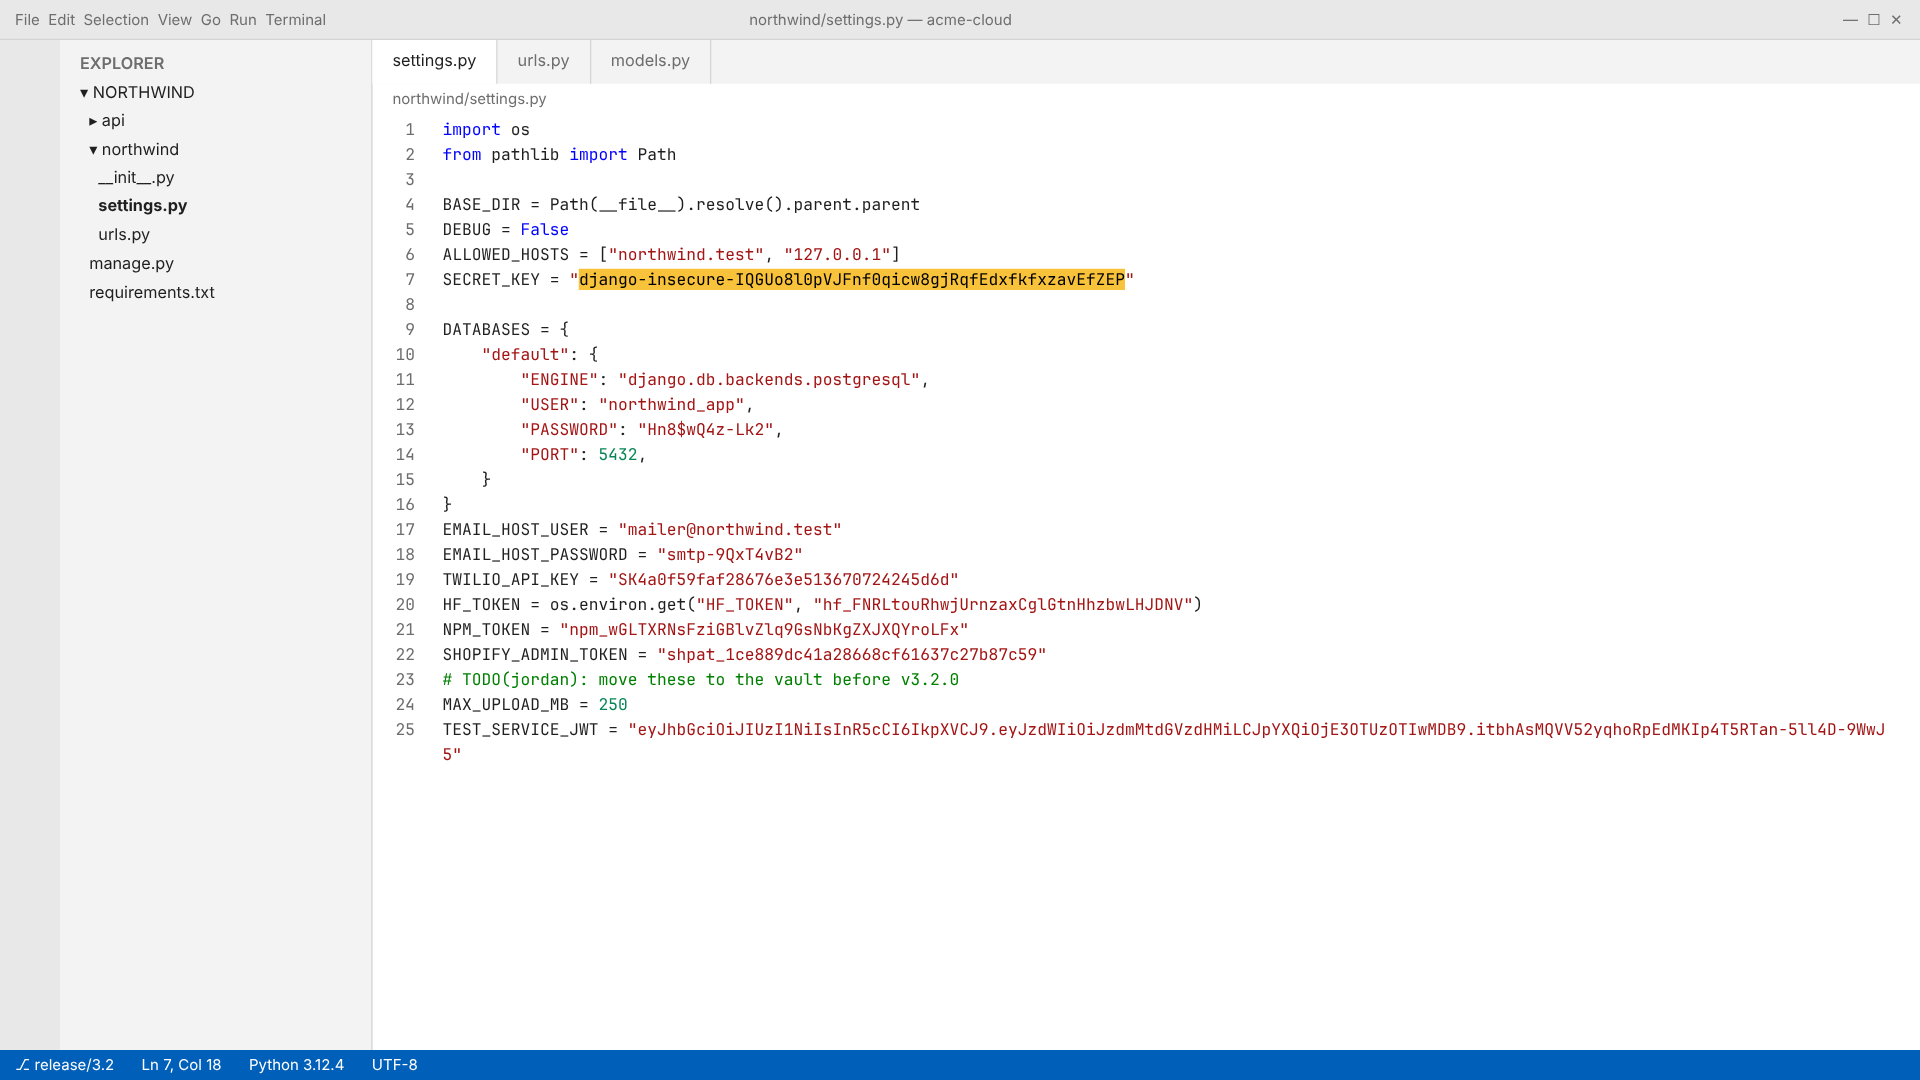 File Edit Selection View Go Run Terminal
northwind/settings.py — acme-cloud
EXPLORER
▾ NORTHWIND
▸ api
▾ northwind
__init__.py
settings.py
urls.py
manage.py
requirements.txt
settings.py urls.py models.py
northwind/settings.py
1 import os
2 from pathlib import Path
3
4 BASE_DIR = Path(__file__).resolve().parent.parent
5 DEBUG = False
6 ALLOWED_HOSTS = ["northwind.test", "127.0.0.1"]
7 SECRET_KEY = "django-insecure-IQGUo8l0pVJFnf0qicw8gjRqfEdxfkfxzavEfZEP"
8
9 DATABASES = {
10     "default": {
11         "ENGINE": "django.db.backends.postgresql",
12         "USER": "northwind_app",
13         "PASSWORD": "Hn8$wQ4z-Lk2",
14         "PORT": 5432,
15     }
16 }
17 EMAIL_HOST_USER = "mailer@northwind.test"
18 EMAIL_HOST_PASSWORD = "smtp-9QxT4vB2"
19 TWILIO_API_KEY = "SK4a0f59faf28676e3e513670724245d6d"
20 HF_TOKEN = os.environ.get("HF_TOKEN", "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")
21 NPM_TOKEN = "npm_wGLTXRNsFziGBlvZlq9GsNbKgZXJXQYroLFx"
22 SHOPIFY_ADMIN_TOKEN = "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"
23 # TODO(jordan): move these to the vault before v3.2.0
24 MAX_UPLOAD_MB = 250
25 TEST_SERVICE_JWT = "eyJhbGciOiJIUzI1NiIsInR5cCI6IkpXVCJ9.eyJzdWIiOiJzdmMtdGVzdHMiLCJpYXQiOjE3OTUzOTIwMDB9.itbhAsMQVV52yqhoRpEdMKIp4T5RTan-5ll4D-9WwJ
5"
release/3.2 Ln 7, Col 18 Python 3.12.4 UTF-8